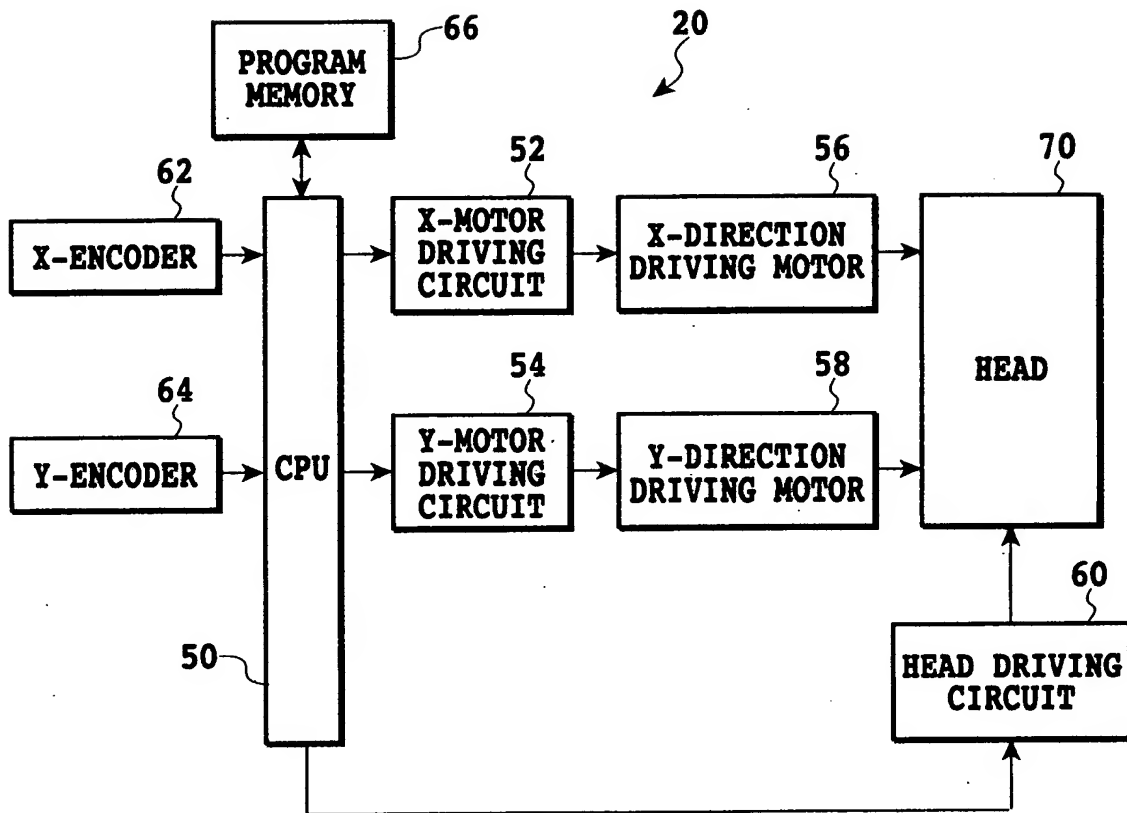 66
20
PROGRAM
MEMORY
62
52
56
70
X-ENCODER
X-MOTOR
DRIVING
CIRCUIT
X-DIRECTION
DRIVING MOTOR
64
54
58
HEAD
Y-ENCODER
CPU
Y-MOTOR
DRIVING
CIRCUIT
Y-DIRECTION
DRIVING MOTOR
60
50
HEAD DRIVING
CIRCUIT